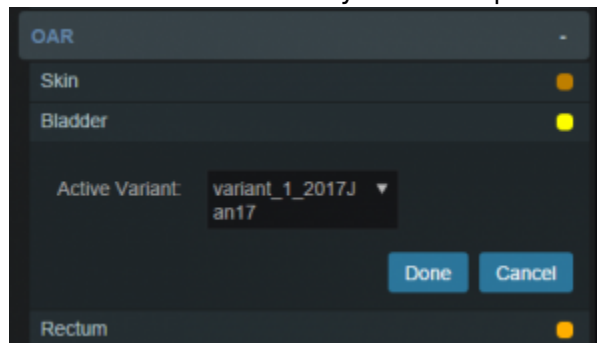 OAR -
Skin
Bladder
Active Variant: variant_1_2017J
an17
Done Cancel
Rectum